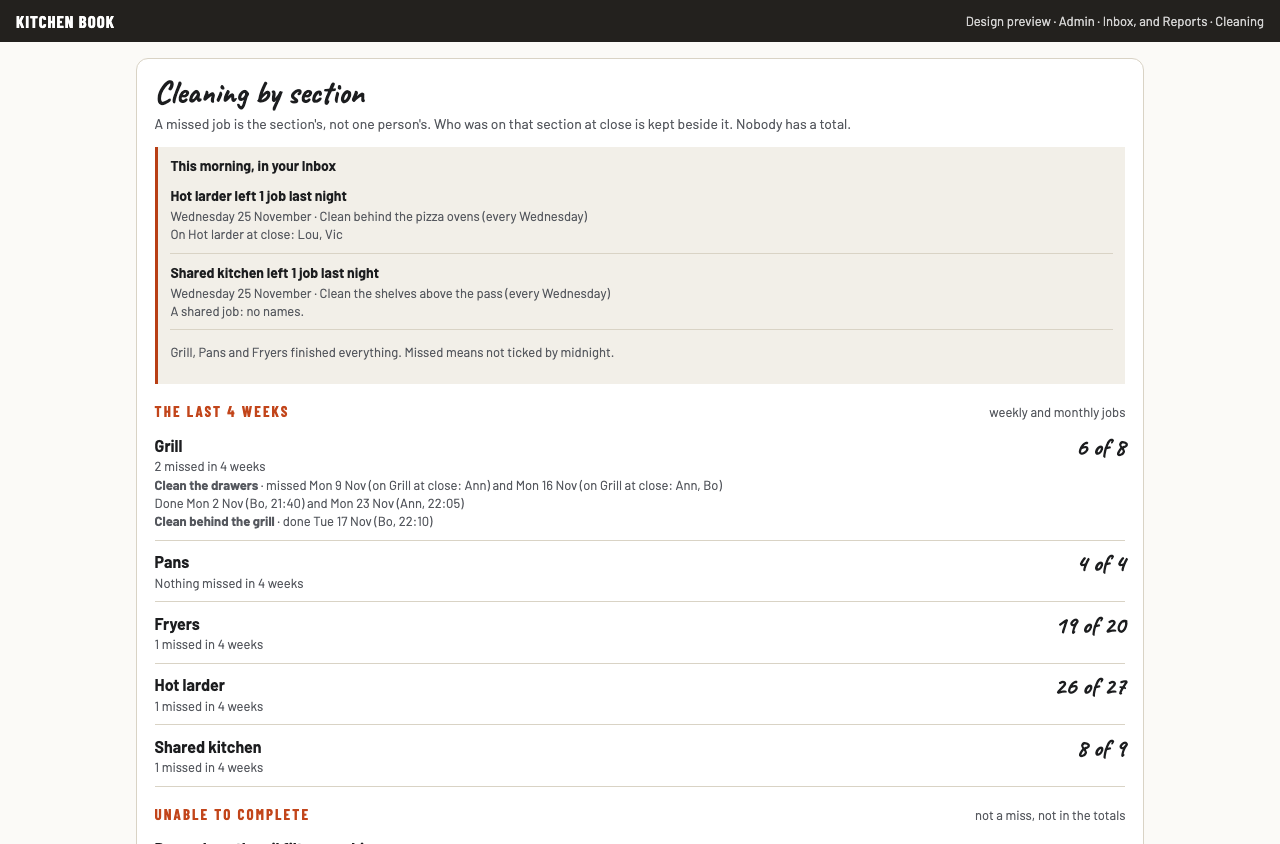 KITCHEN BOOK
Design preview · Admin · Inbox, and Reports · Cleaning
Cleaning by section
A missed job is the section's, not one person's. Who was on that section at close is kept beside it. Nobody has a total.
This morning, in your Inbox
Hot larder left 1 job last night
Wednesday 25 November · Clean behind the pizza ovens (every Wednesday)
On Hot larder at close: Lou, Vic
Shared kitchen left 1 job last night
Wednesday 25 November · Clean the shelves above the pass (every Wednesday)
A shared job: no names.
Grill, Pans and Fryers finished everything. Missed means not ticked by midnight.
THE LAST 4 WEEKS
weekly and monthly jobs
Grill
6 of 8
2 missed in 4 weeks
Clean the drawers · missed Mon 9 Nov (on Grill at close: Ann) and Mon 16 Nov (on Grill at close: Ann, Bo)
Done Mon 2 Nov (Bo, 21:40) and Mon 23 Nov (Ann, 22:05)
Clean behind the grill · done Tue 17 Nov (Bo, 22:10)
Pans
4 of 4
Nothing missed in 4 weeks
Fryers
19 of 20
1 missed in 4 weeks
Hot larder
26 of 27
1 missed in 4 weeks
Shared kitchen
8 of 9
1 missed in 4 weeks
UNABLE TO COMPLETE
not a miss, not in the totals